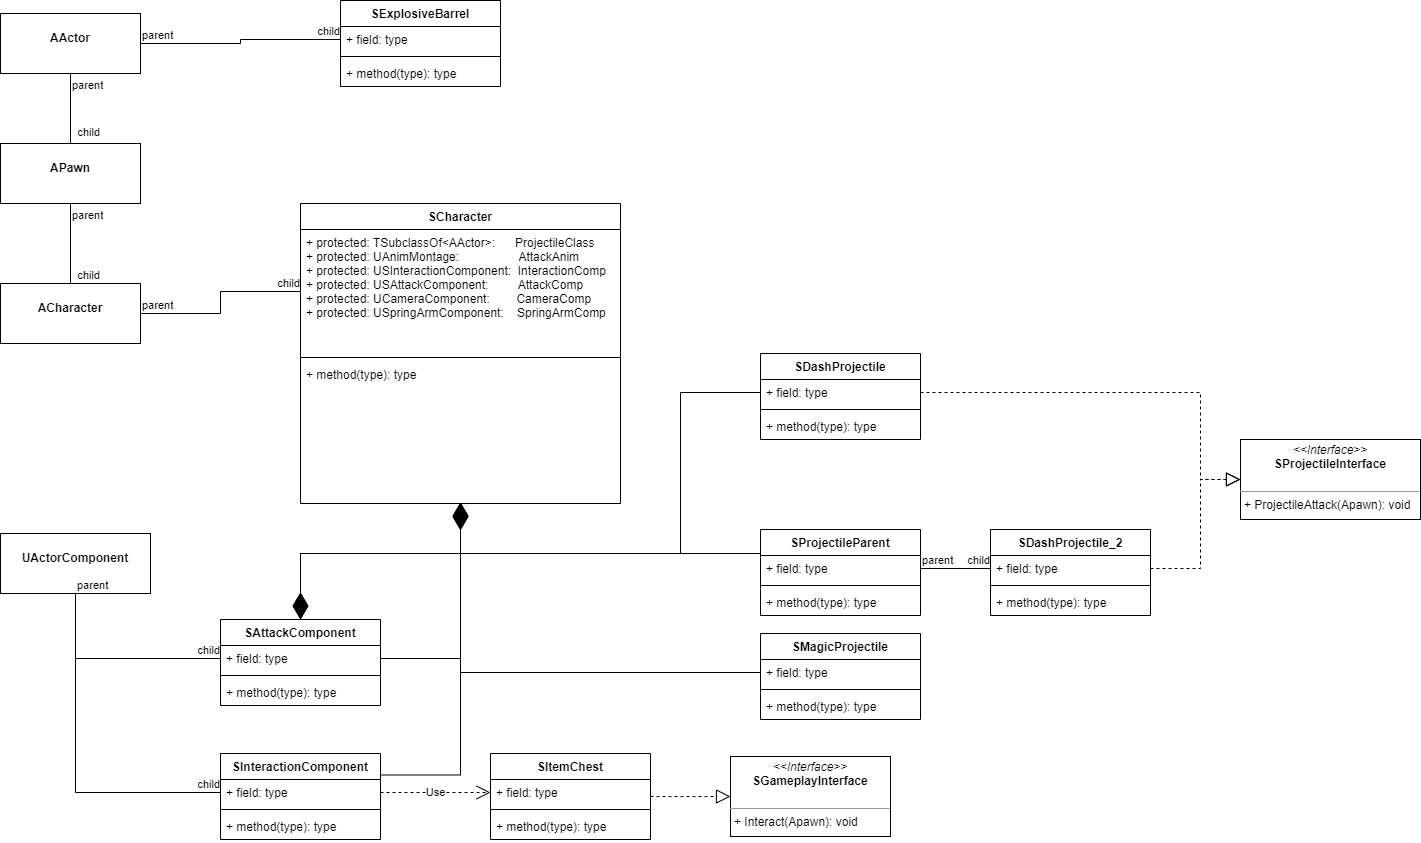 SExplosiveBarrel
AActor
parent
child
+ field: type
+ method(type): type
parent
child
APawn
parent
child
ACharacter
parent
child
SCharacter
+ protected: TSubclassOf<AActor>: ProjectileClass
+ protected: UAnimMontage: AttackAnim
+ protected: USInteractionComponent: InteractionComp
+ protected: USAttackComponent: AttackComp
+ protected: UCameraComponent: CameraComp
+ protected: USpringArmComponent: SpringArmComp
+ method(type): type
SDashProjectile
+ field: type
+ method(type): type
<<Interface>>
SProjectileInterface
+ ProjectileAttack(Apawn): void
SProjectileParent
+ field: type
+ method(type): type
parent
child
SDashProjectile_2
+ field: type
+ method(type): type
UActorComponent
parent
child
SAttackComponent
+ field: type
+ method(type): type
SMagicProjectile
+ field: type
+ method(type): type
child
SInteractionComponent
+ field: type
+ method(type): type
Use
SItemChest
+ field: type
+ method(type): type
<<Interface>>
SGameplayInterface
+ Interact(Apawn): void